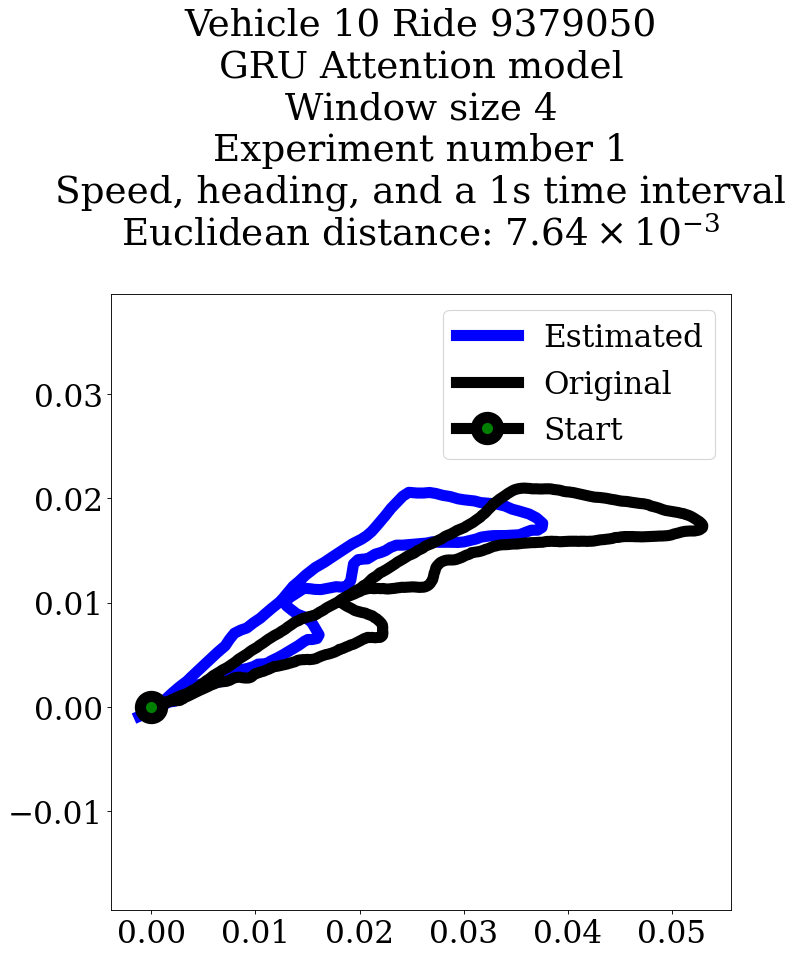 Vehicle 10 Ride 9379050
GRU Attention model
Window size 4
Experiment number 1
Speed, heading, and a 1s time interval
Euclidean distance: 7.64 × 10⁻³
Estimated
Original
Start
0.03
0.02
0.01
0.00
−0.01
0.00 0.01 0.02 0.03 0.04 0.05